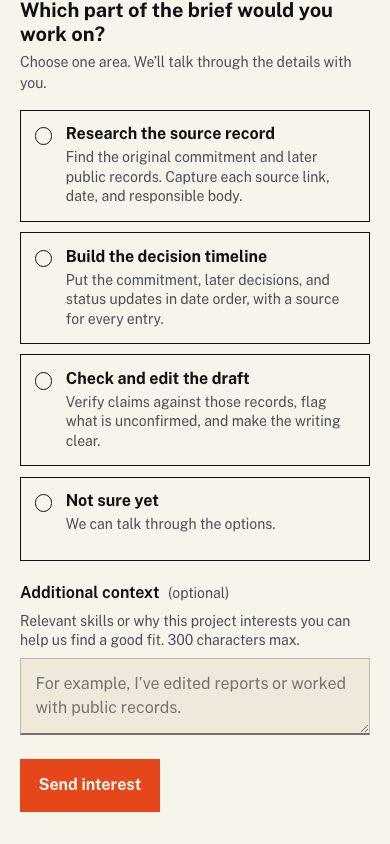 Which part of the brief would you
work on?
Choose one area. We’ll talk through the details with
you.
Research the source record
Find the original commitment and later
public records. Capture each source link,
date, and responsible body.
Build the decision timeline
Put the commitment, later decisions, and
status updates in date order, with a source
for every entry.
Check and edit the draft
Verify claims against those records, flag
what is unconfirmed, and make the writing
clear.
Not sure yet
We can talk through the options.
Additional context (optional)
Relevant skills or why this project interests you can
help us find a good fit. 300 characters max.
For example, I’ve edited reports or worked
with public records.
Send interest